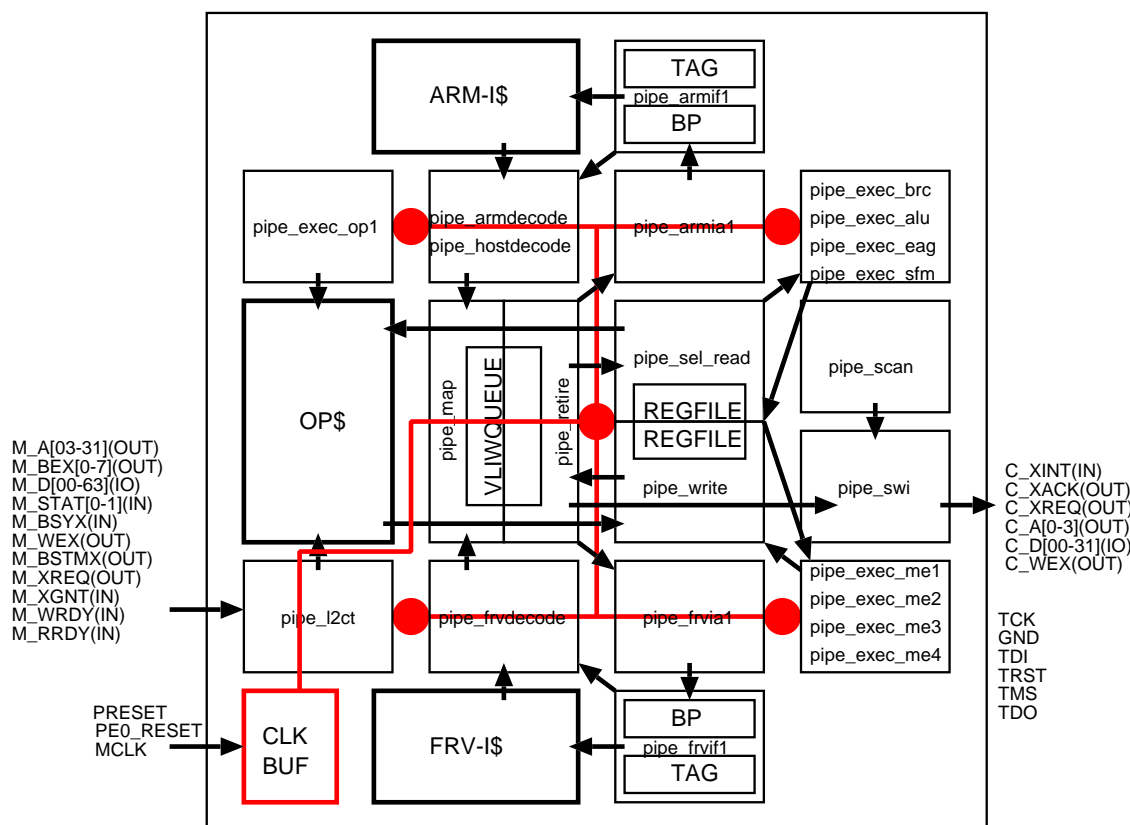 TAG
pipe_armif1
BP
ARM-I$
pipe_exec_op1
pipe_armdecode
pipe_hostdecode
pipe_armia1
pipe_exec_brc
pipe_exec_alu
pipe_exec_eag
pipe_exec_sfm
OP$
pipe_map
VLIWQUEUE
pipe_retire
pipe_sel_read
REGFILE
REGFILE
pipe_write
pipe_scan
pipe_swi
M_A[03-31](OUT)
M_BEX[0-7](OUT)
M_D[00-63](IO)
M_STAT[0-1](IN)
M_BSYX(IN)
M_WEX(OUT)
M_BSTMX(OUT)
M_XREQ(OUT)
M_XGNT(IN)
M_WRDY(IN)
M_RRDY(IN)
C_XINT(IN)
C_XACK(OUT)
C_XREQ(OUT)
C_A[0-3](OUT)
C_D[00-31](IO)
C_WEX(OUT)
pipe_l2ct
pipe_frvdecode
pipe_frvia1
pipe_exec_me1
pipe_exec_me2
pipe_exec_me3
pipe_exec_me4
TCK
GND
TDI
TRST
TMS
TDO
PRESET
PE0_RESET
MCLK
CLK
BUF
FRV-I$
BP
pipe_frvif1
TAG